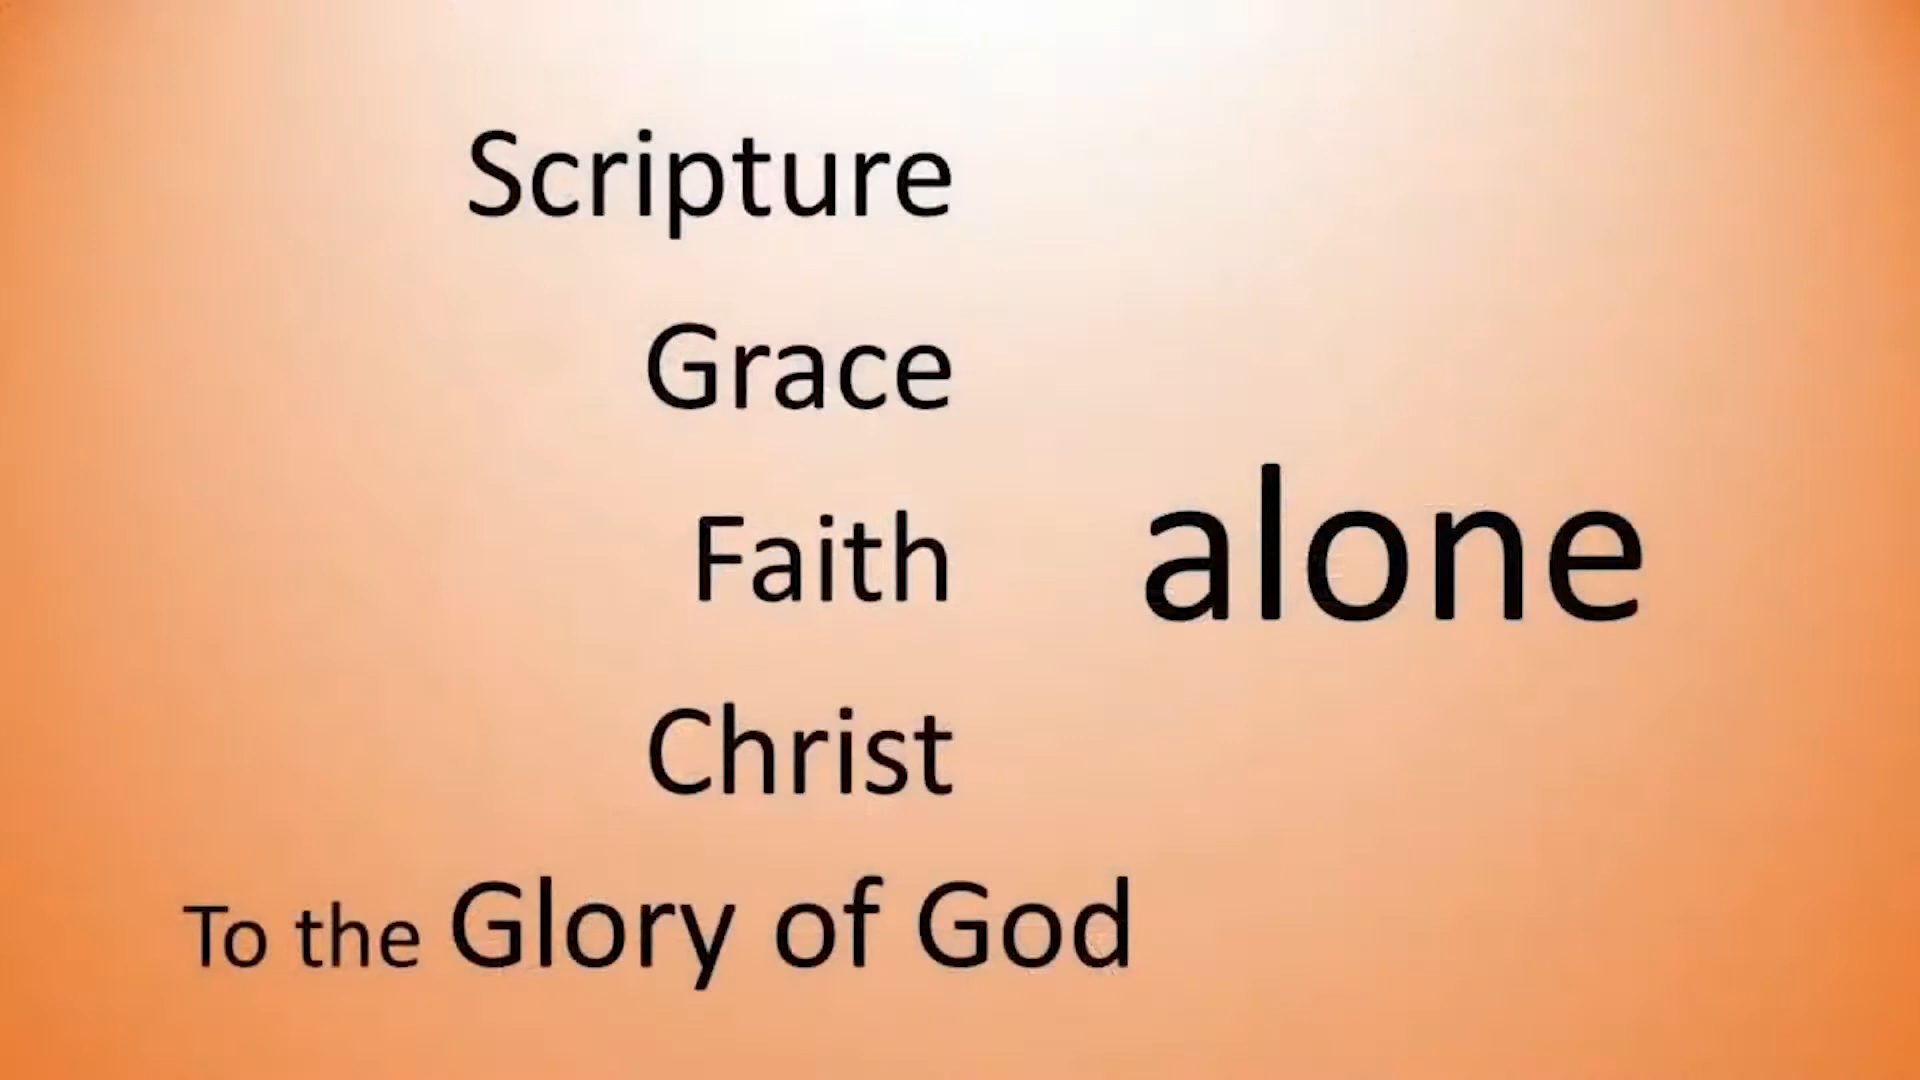 Scripture
Grace
Faith
alone
Christ
To the Glory of God